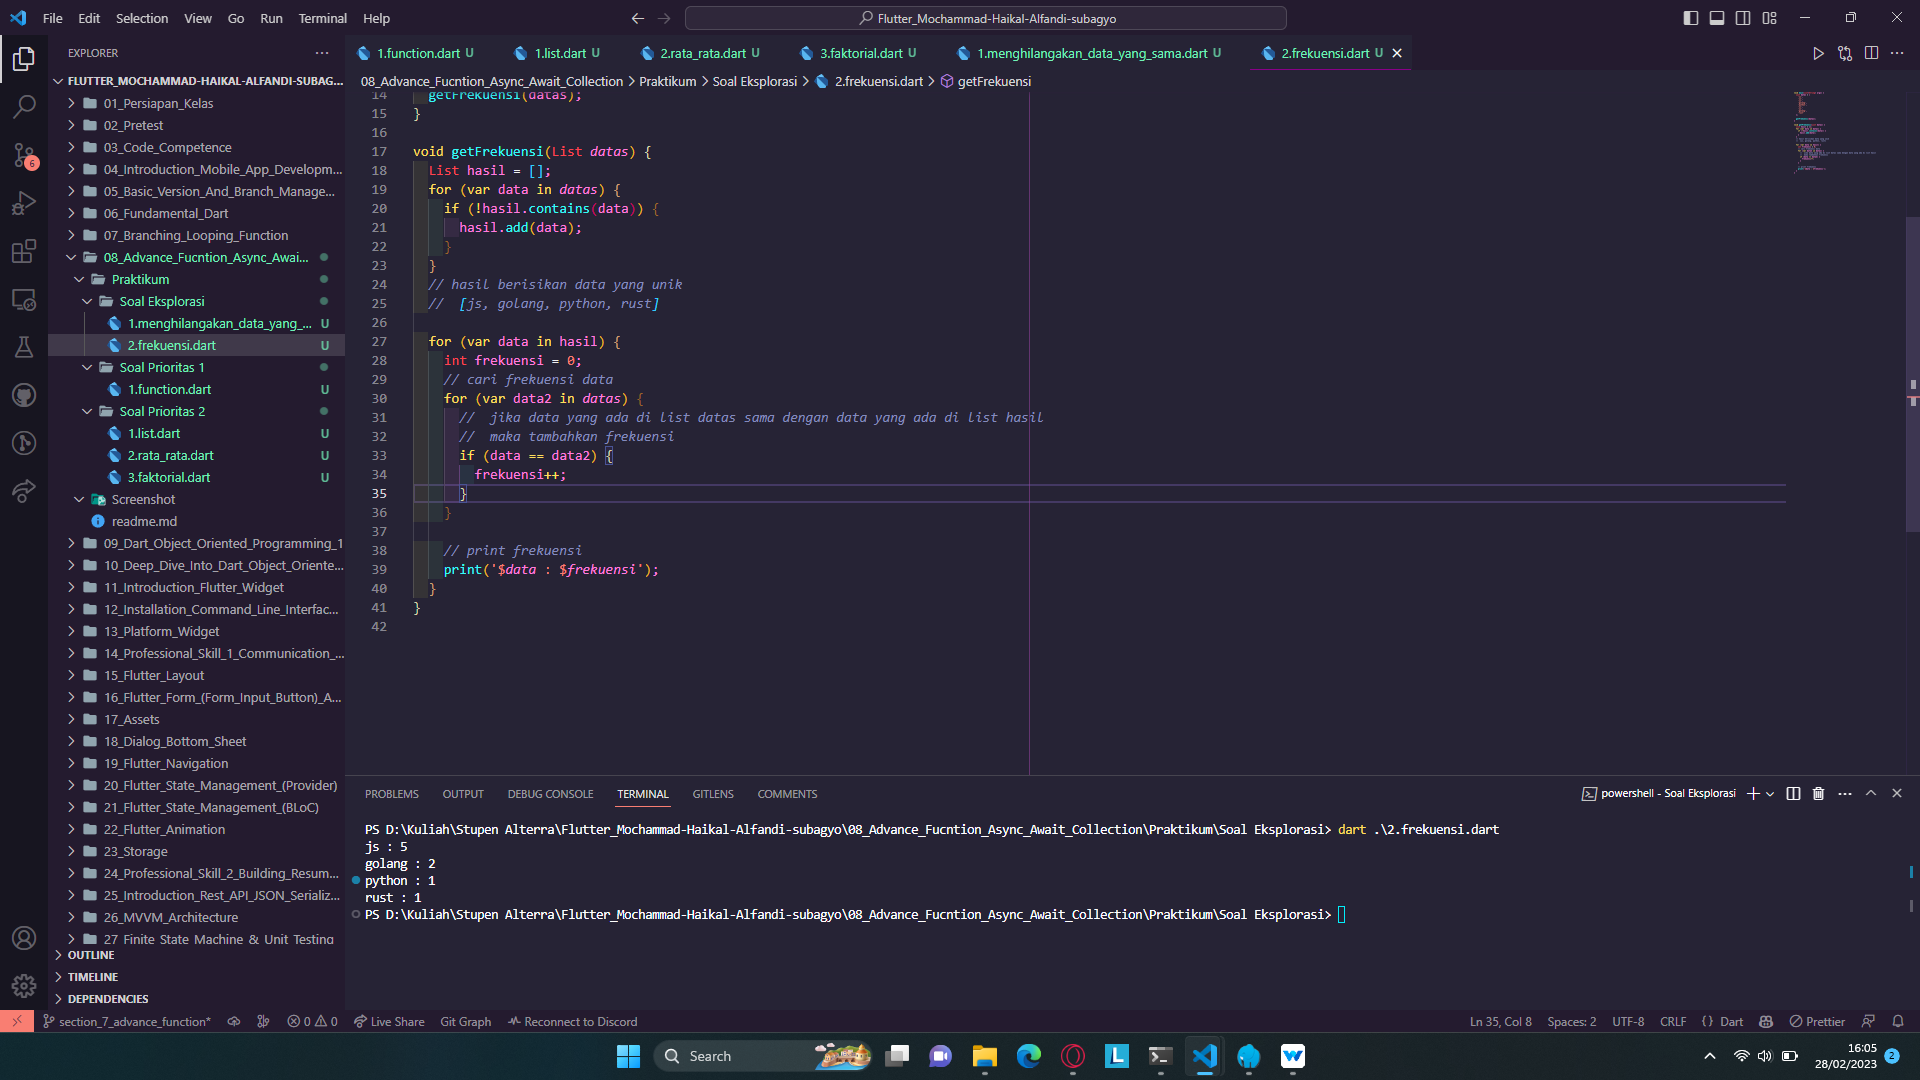 File Edit Selection View Go Run Terminal Help
Flutter_Mochammad-Haikal-Alfandi-subagyo
EXPLORER
FLUTTER_MOCHAMMAD-HAIKAL-ALFANDI-SUBAG...
01_Persiapan_Kelas
02_Pretest
03_Code_Competence
04_Introduction_Mobile_App_Developm...
05_Basic_Version_And_Branch_Manage...
06_Fundamental_Dart
07_Branching_Looping_Function
08_Advance_Fucntion_Async_Awai...
Praktikum
Soal Eksplorasi
1.menghilangakan_data_yang_... U
2.frekuensi.dart U
Soal Prioritas 1
1.function.dart U
Soal Prioritas 2
1.list.dart U
2.rata_rata.dart U
3.faktorial.dart U
Screenshot
readme.md
09_Dart_Object_Oriented_Programming_1
10_Deep_Dive_Into_Dart_Object_Oriente...
11_Introduction_Flutter_Widget
12_Installation_Command_Line_Interfac...
13_Platform_Widget
14_Professional_Skill_1_Communication_...
15_Flutter_Layout
16_Flutter_Form_(Form_Input_Button)_A...
17_Assets
18_Dialog_Bottom_Sheet
19_Flutter_Navigation
20_Flutter_State_Management_(Provider)
21_Flutter_State_Management_(BLoC)
22_Flutter_Animation
23_Storage
24_Professional_Skill_2_Building_Resum...
25_Introduction_Rest_API_JSON_Serializ...
26_MVVM_Architecture
27_Finite_State_Machine_&_Unit_Testing
OUTLINE
TIMELINE
DEPENDENCIES
6
1.function.dart U 1.list.dart U 2.rata_rata.dart U 3.faktorial.dart U 1.menghilangakan_data_yang_sama.dart U 2.frekuensi.dart U
08_Advance_Fucntion_Async_Await_Collection > Praktikum > Soal Eksplorasi > 2.frekuensi.dart > getFrekuensi
14 getFrekuensi(datas);
15 }
16
17 void getFrekuensi(List datas) {
18 List hasil = [];
19 for (var data in datas) {
20 if (!hasil.contains(data)) {
21 hasil.add(data);
22 }
23 }
24 // hasil berisikan data yang unik
25 // [js, golang, python, rust]
26
27 for (var data in hasil) {
28 int frekuensi = 0;
29 // cari frekuensi data
30 for (var data2 in datas) {
31 // jika data yang ada di list datas sama dengan data yang ada di list hasil
32 // maka tambahkan frekuensi
33 if (data == data2) {
34 frekuensi++;
35 }
36 }
37
38 // print frekuensi
39 print('$data : $frekuensi');
40 }
41 }
42
PROBLEMS OUTPUT DEBUG CONSOLE TERMINAL GITLENS COMMENTS powershell - Soal Eksplorasi
PS D:\Kuliah\Stupen Alterra\Flutter_Mochammad-Haikal-Alfandi-subagyo\08_Advance_Fucntion_Async_Await_Collection\Praktikum\Soal Eksplorasi> dart .\2.frekuensi.dart
js : 5
golang : 2
python : 1
rust : 1
PS D:\Kuliah\Stupen Alterra\Flutter_Mochammad-Haikal-Alfandi-subagyo\08_Advance_Fucntion_Async_Await_Collection\Praktikum\Soal Eksplorasi>
section_7_advance_function* 0 0 Live Share Git Graph Reconnect to Discord Ln 35, Col 8 Spaces: 2 UTF-8 CRLF {} Dart Prettier
Search
L
W
16:05
28/02/2023
2